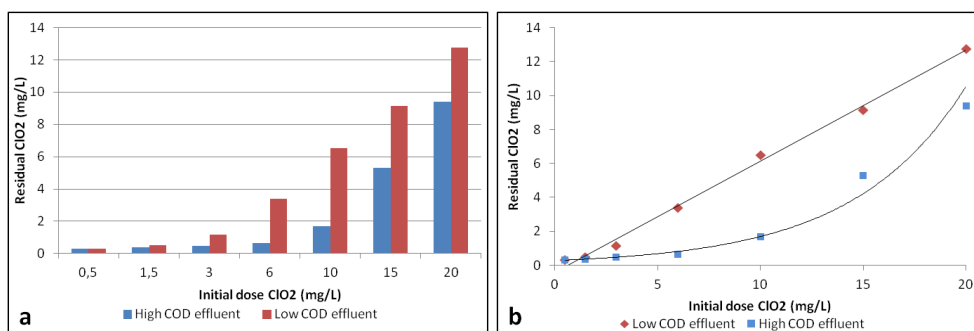 14
12
10
8
6
4
2
0
Residual ClO2 (mg/L)
0,5 1,5 3 6 10 15 20
Initial dose ClO2 (mg/L)
High COD effluent Low COD effluent
a
14
12
10
8
6
4
2
0
Residual ClO2 (mg/L)
0 5 10 15 20
Initial dose ClO2 (mg/L)
Low COD effluent High COD effluent
b